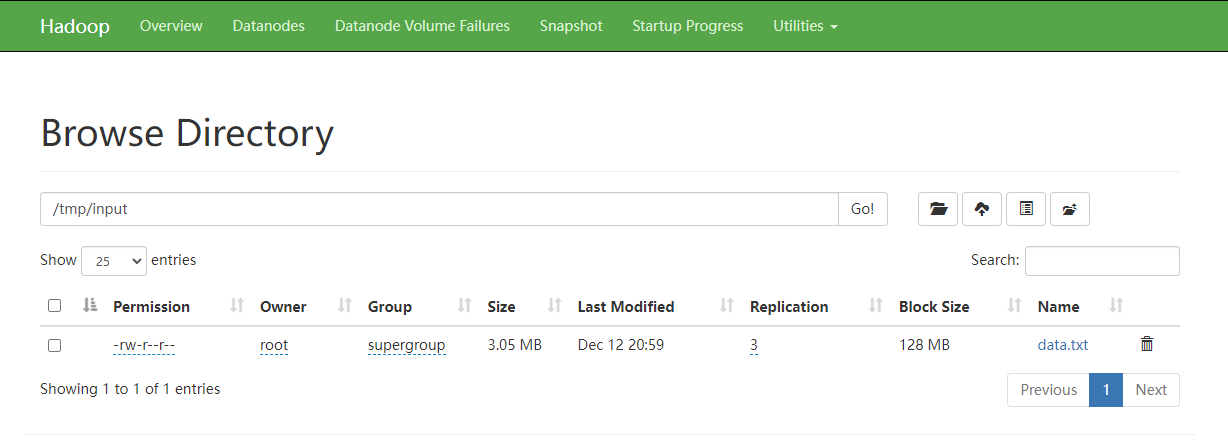 Hadoop Overview Datanodes Datanode Volume Failures Snapshot Startup Progress Utilities
Browse Directory
/tmp/input Go!
Show 25 entries Search:
Permission Owner Group Size Last Modified Replication Block Size Name
-rw-r--r-- root supergroup 3.05 MB Dec 12 20:59 3 128 MB data.txt
Showing 1 to 1 of 1 entries Previous 1 Next